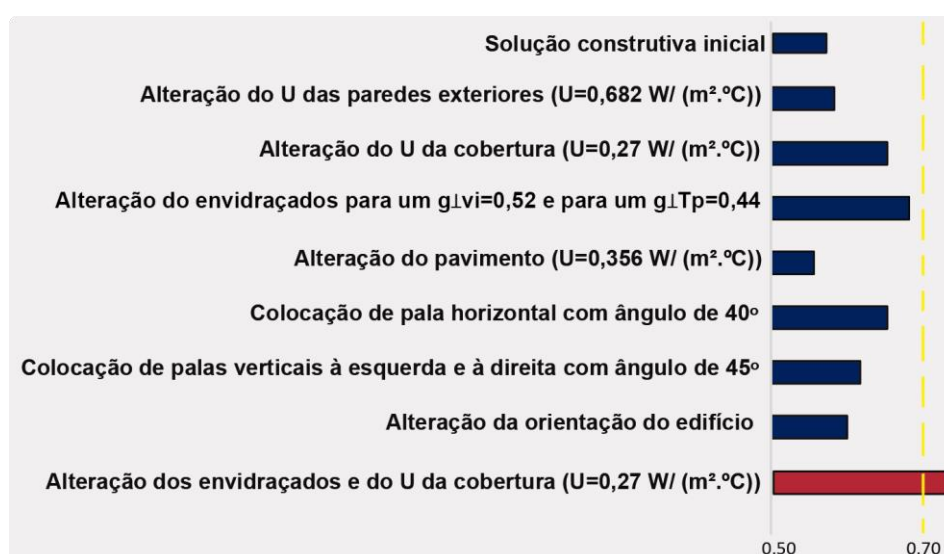 Solução construtiva inicial
Alteração do U das paredes exteriores (U=0,682 W/ (m².ºC))
Alteração do U da cobertura (U=0,27 W/ (m².ºC))
Alteração do envidraçados para um g⊥vi=0,52 e para um g⊥Tp=0,44
Alteração do pavimento (U=0,356 W/ (m².ºC))
Colocação de pala horizontal com ângulo de 40º
Colocação de palas verticais à esquerda e à direita com ângulo de 45º
Alteração da orientação do edifício
Alteração dos envidraçados e do U da cobertura (U=0,27 W/ (m².ºC))
0.50 0.70